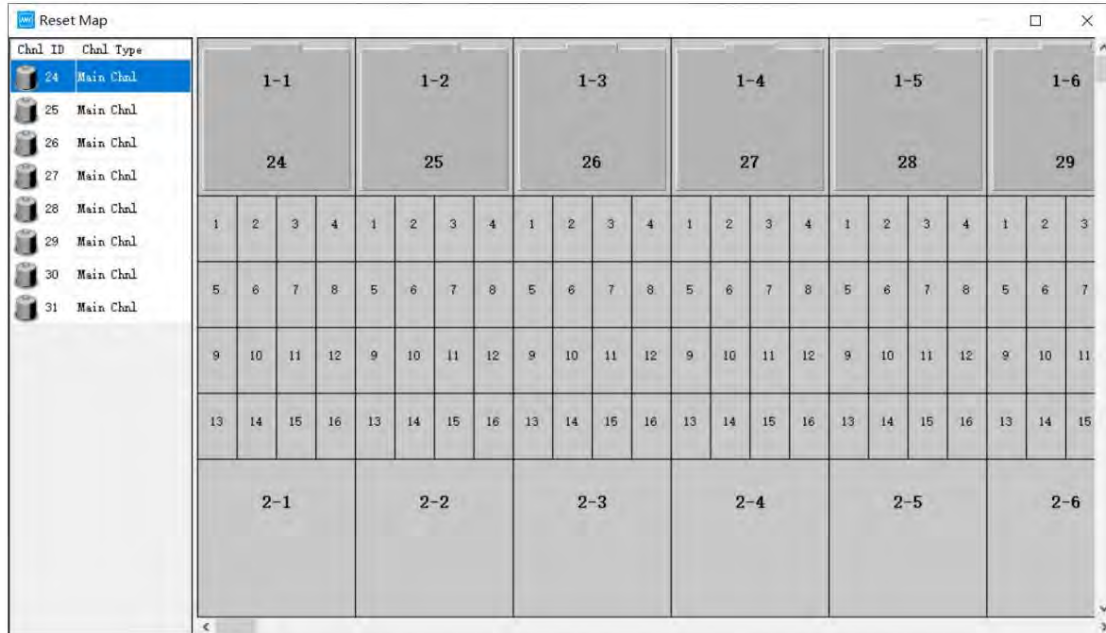 Reset Map
Chnl ID Chnl Type
24 Main Chnl
25 Main Chnl
26 Main Chnl
27 Main Chnl
28 Main Chnl
29 Main Chnl
30 Main Chnl
31 Main Chnl
1-1 1-2 1-3 1-4 1-5 1-6
24 25 26 27 28 29
1 2 3 4 1 2 3 4 1 2 3 4 1 2 3 4 1 2 3 4 1 2 3
5 6 7 8 5 6 7 8 5 6 7 8 5 6 7 8 5 6 7 8 5 6 7
9 10 11 12 9 10 11 12 9 10 11 12 9 10 11 12 9 10 11 12 9 10 11
13 14 15 16 13 14 15 16 13 14 15 16 13 14 15 16 13 14 15 16 13 14 15
2-1 2-2 2-3 2-4 2-5 2-6